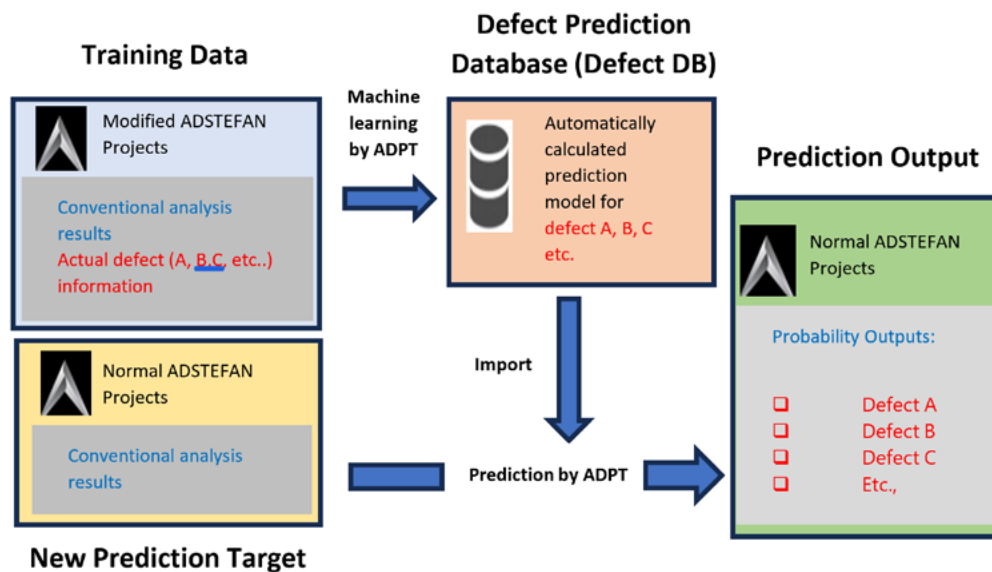 Training Data
Modified ADSTEFAN
Projects
Conventional analysis
results
Actual defect (A, B.C, etc..)
information
Machine
learning
by ADPT
Defect Prediction
Database (Defect DB)
Automatically
calculated
prediction
model for
defect A, B, C
etc.
Import
Normal ADSTEFAN
Projects
Conventional analysis
results
New Prediction Target
Prediction by ADPT
Prediction Output
Normal ADSTEFAN
Projects
Probability Outputs:
Defect A
Defect B
Defect C
Etc.,